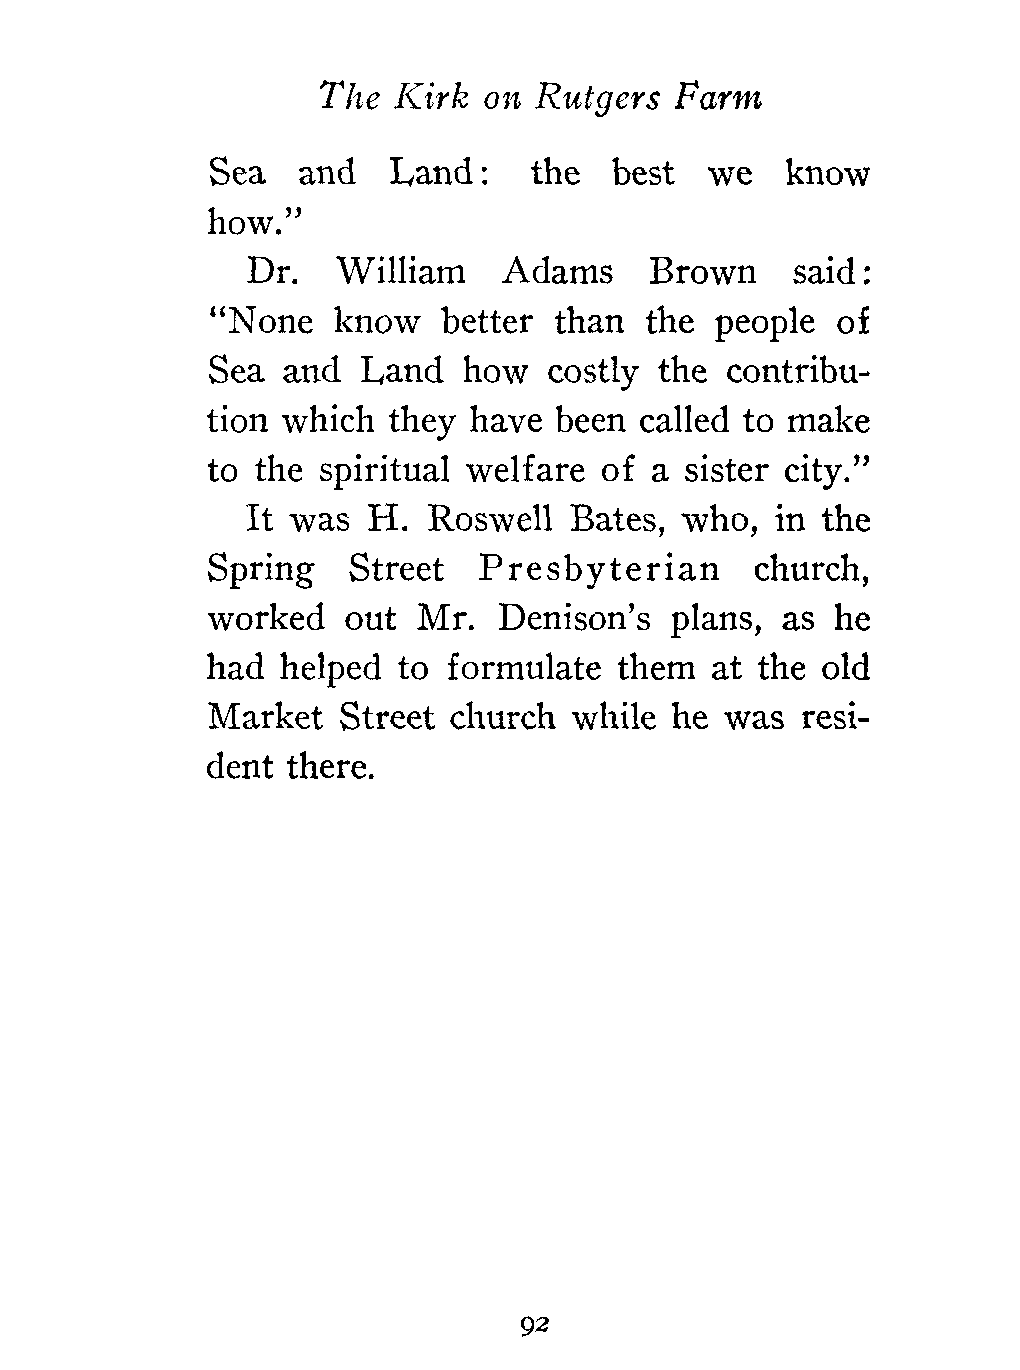 The Kirk on Rutgers Farm
Sea and Land: the best we know
how."
Dr. William Adams Brown said:
"None know better than the people of
Sea and Land how costly the contribu-
tion which they have been called to make
to the spiritual welfare of a sister city."
It was H. Roswell Bates, who, in the
Spring Street Presbyterian church,
worked out Mr. Denison's plans, as he
had helped to formulate them at the old
Market Street church while he was resi-
dent there.
92